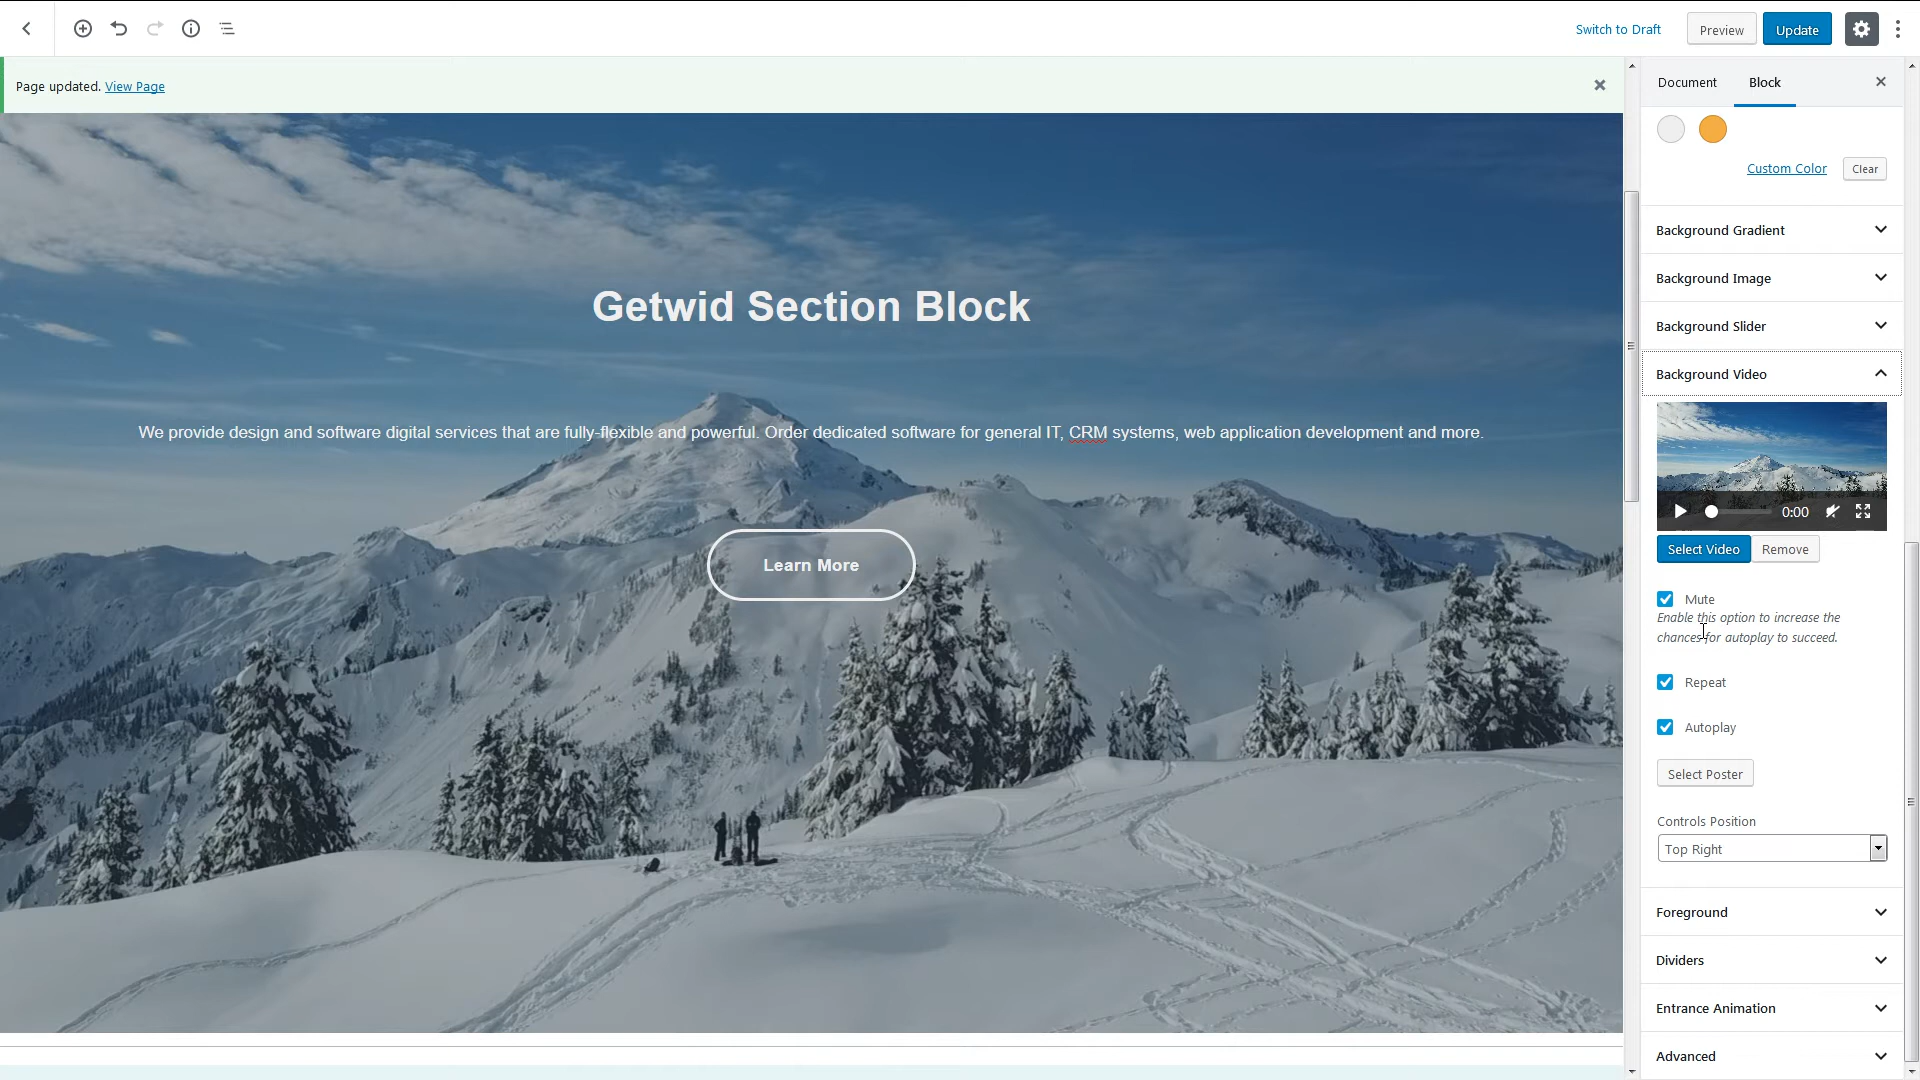 Switch to Draft
Preview
Update
Page updated. View Page
Document
Block
Custom Color
Clear
Background Gradient
Background Image
Background Slider
Background Video
Getwid Section Block
We provide design and software digital services that are fully-flexible and powerful. Order dedicated software for general IT, CRM systems, web application development and more.
Learn More
0:00
Select Video
Remove
Mute
Enable this option to increase the
chances for autoplay to succeed.
Repeat
Autoplay
Select Poster
Controls Position
Top Right
Foreground
Dividers
Entrance Animation
Advanced